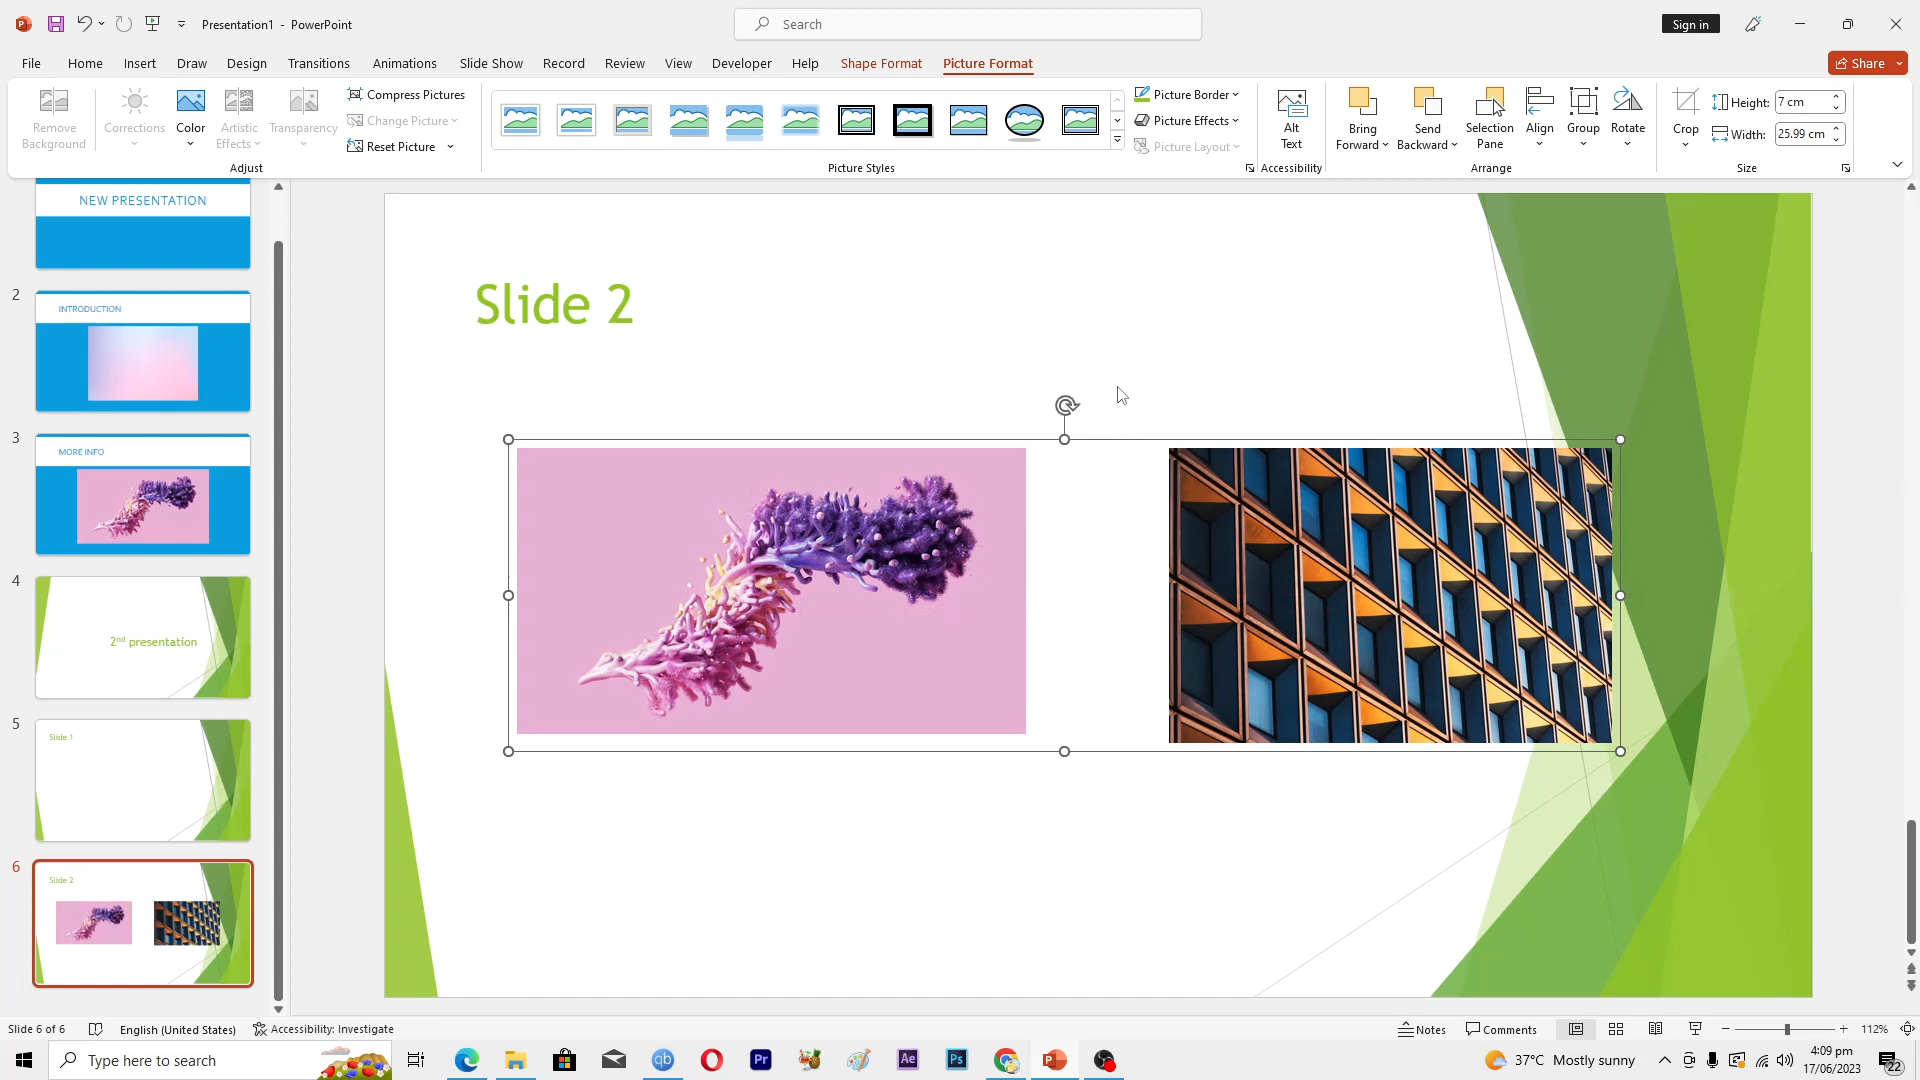 Presentation1 - PowerPoint
Search
Sign in
File Home Insert Draw Design Transitions Animations Slide Show Record Review View Developer Help Shape Format Picture Format
Share
Remove Background
Corrections
Color
Artistic Effects
Transparency
Compress Pictures
Change Picture
Reset Picture
Adjust
Picture Styles
Picture Border
Picture Effects
Picture Layout
Alt Text
Accessibility
Bring Forward
Send Backward
Selection Pane
Align
Group
Rotate
Arrange
Crop
Height: 7 cm
Width: 25.99 cm
Size
NEW PRESENTATION
2
INTRODUCTION
3
MORE INFO
4
2nd presentation
5
Slide 1
6
Slide 2
Slide 2
Slide 6 of 6
English (United States)
Accessibility: Investigate
Notes
Comments
112%
Type here to search
qb
Pr
Ae
Ps
37°C Mostly sunny
4:09 pm
17/06/2023
22